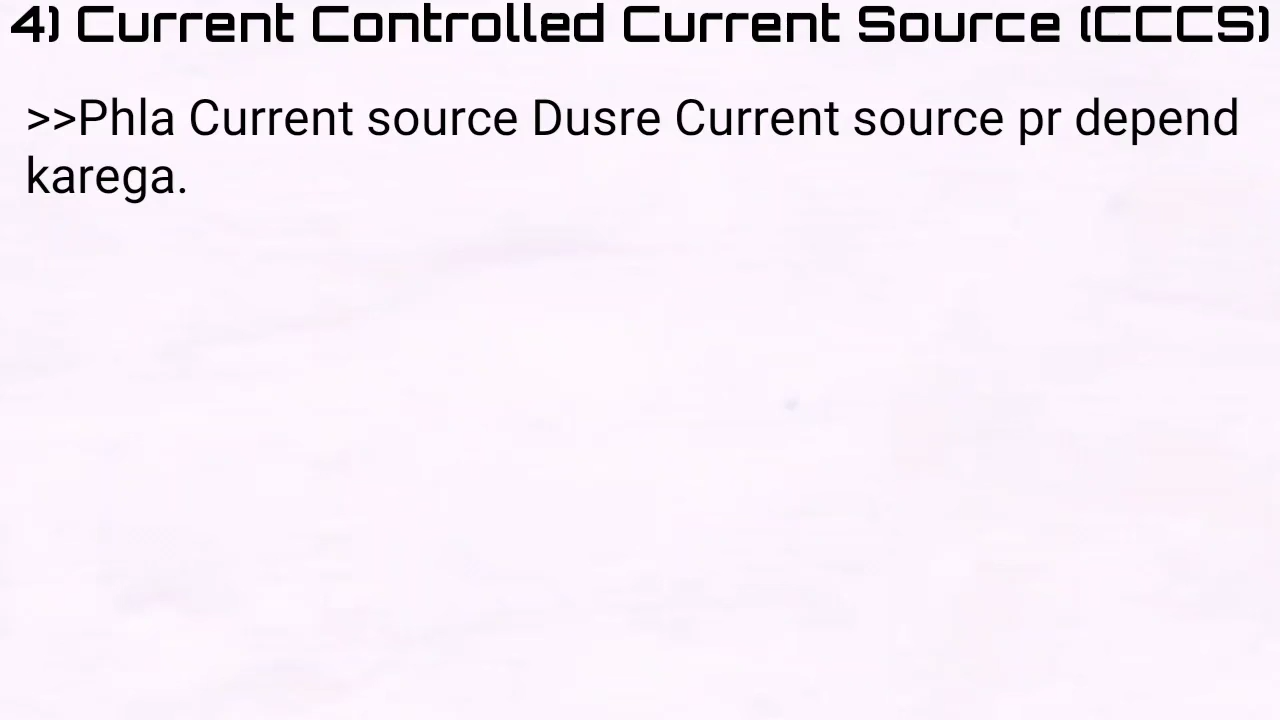 4) Current Controlled Current Source (CCCS)
>>Phla Current source Dusre Current source pr depend
karega.